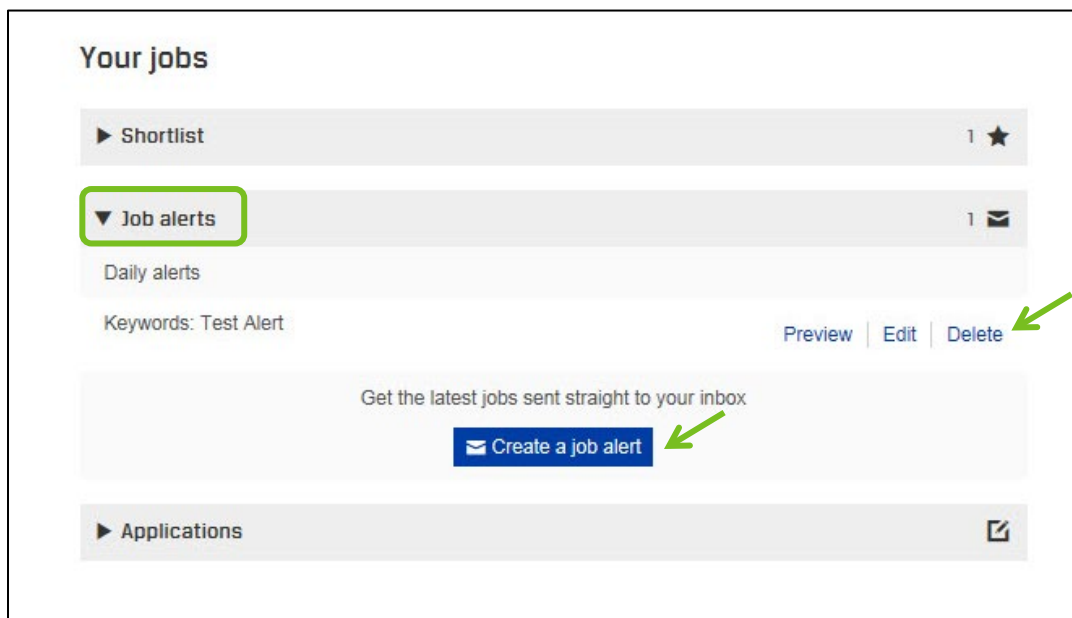 Your jobs
Shortlist 1
Job alerts 1
Daily alerts
Keywords: Test Alert
Preview Edit Delete
Get the latest jobs sent straight to your inbox
Create a job alert
Applications